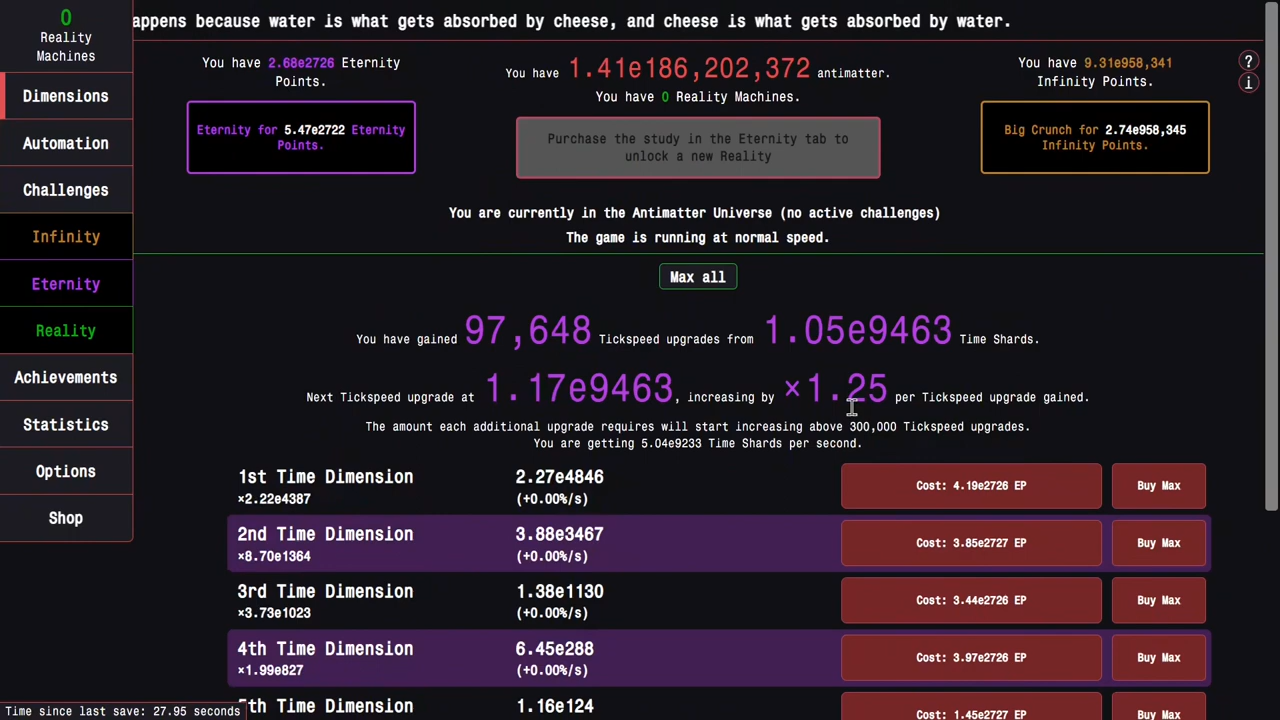 appens because water is what gets absorbed by cheese, and cheese is what gets absorbed by water.
0
Reality
Machines
Dimensions
Automation
Challenges
Infinity
Eternity
Reality
Achievements
Statistics
Options
Shop
You have 2.68e2726 Eternity
Points.
Eternity for 5.47e2722 Eternity
Points.
You have 1.41e186,202,372 antimatter.
You have 0 Reality Machines.
Purchase the study in the Eternity tab to
unlock a new Reality
You have 9.31e958,341
Infinity Points.
Big Crunch for 2.74e958,345
Infinity Points.
?
i
You are currently in the Antimatter Universe (no active challenges)
The game is running at normal speed.
Max all
You have gained 97,648 Tickspeed upgrades from 1.05e9463 Time Shards.
Next Tickspeed upgrade at 1.17e9463, increasing by ×1.25 per Tickspeed upgrade gained.
The amount each additional upgrade requires will start increasing above 300,000 Tickspeed upgrades.
You are getting 5.04e9233 Time Shards per second.
1st Time Dimension 2.27e4846 Cost: 4.19e2726 EP Buy Max
×2.22e4387 (+0.00%/s)
2nd Time Dimension 3.88e3467 Cost: 3.85e2727 EP Buy Max
×8.70e1364 (+0.00%/s)
3rd Time Dimension 1.38e1130 Cost: 3.44e2726 EP Buy Max
×3.73e1023 (+0.00%/s)
4th Time Dimension 6.45e288 Cost: 3.97e2726 EP Buy Max
×1.99e827 (+0.00%/s)
5th Time Dimension 1.16e124 Cost: 1.45e2727 EP Buy Max
Time since last save: 27.95 seconds